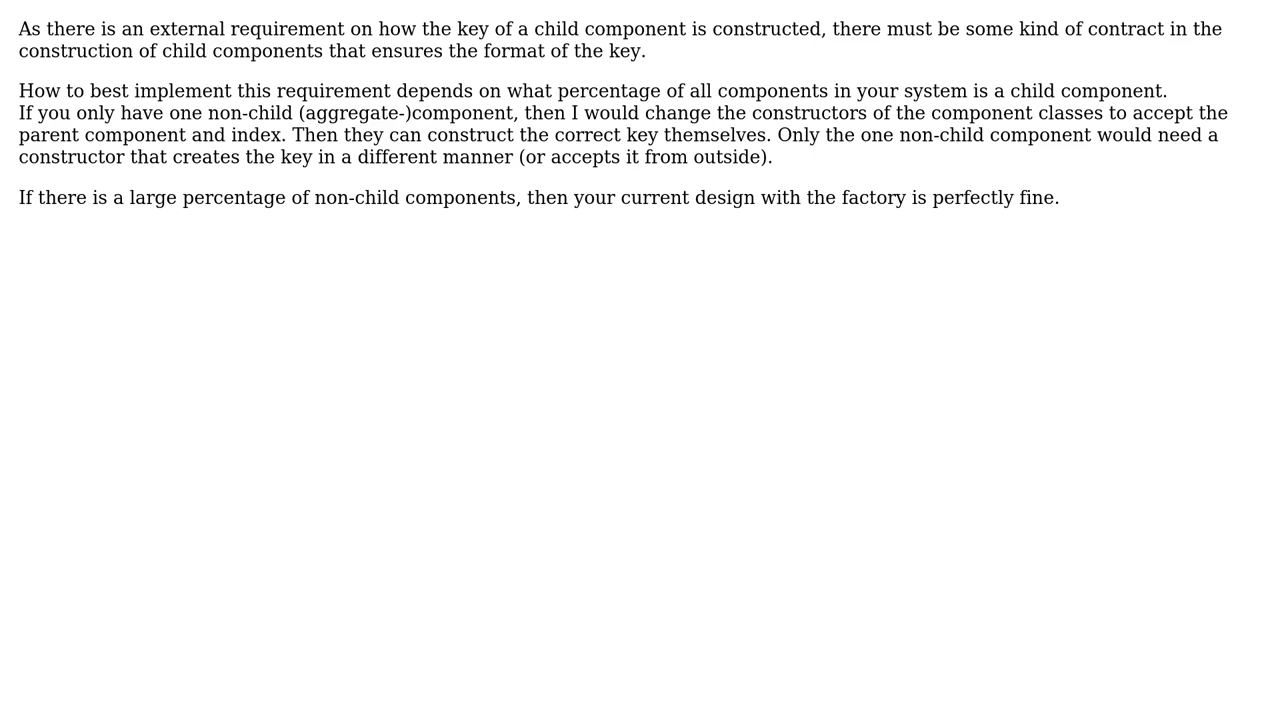 As there is an external requirement on how the key of a child component is constructed, there must be some kind of contract in the
construction of child components that ensures the format of the key.
How to best implement this requirement depends on what percentage of all components in your system is a child component.
If you only have one non-child (aggregate-)component, then I would change the constructors of the component classes to accept the
parent component and index. Then they can construct the correct key themselves. Only the one non-child component would need a
constructor that creates the key in a different manner (or accepts it from outside).
If there is a large percentage of non-child components, then your current design with the factory is perfectly fine.